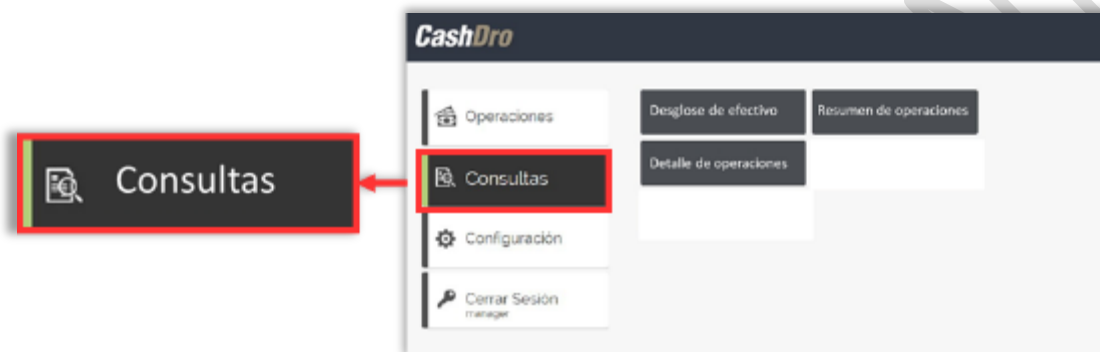 CashDro
Operaciones
Desglose de efectivo
Resumen de operaciones
Consultas
Consultas
Detalle de operaciones
Configuración
Cerrar Sesión
manager